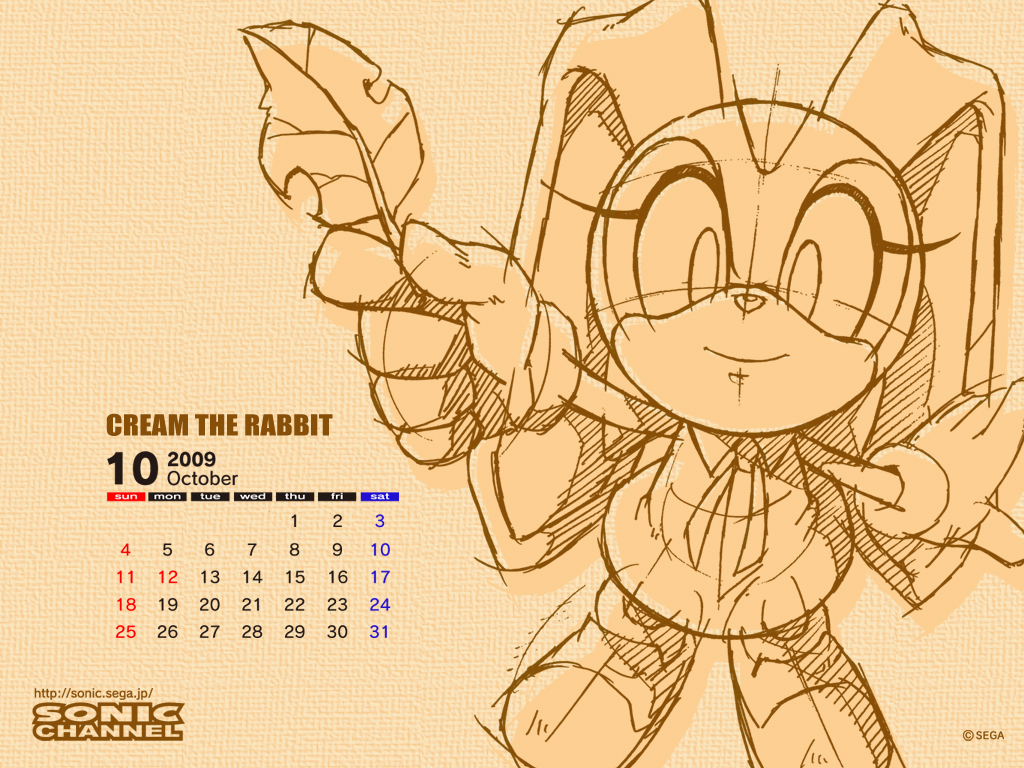 CREAM THE RABBIT
10 2009
October
sun mon tue wed thu fri sat
1 2 3
4 5 6 7 8 9 10
11 12 13 14 15 16 17
18 19 20 21 22 23 24
25 26 27 28 29 30 31
http://sonic.sega.jp/
SONIC
CHANNEL
©SEGA